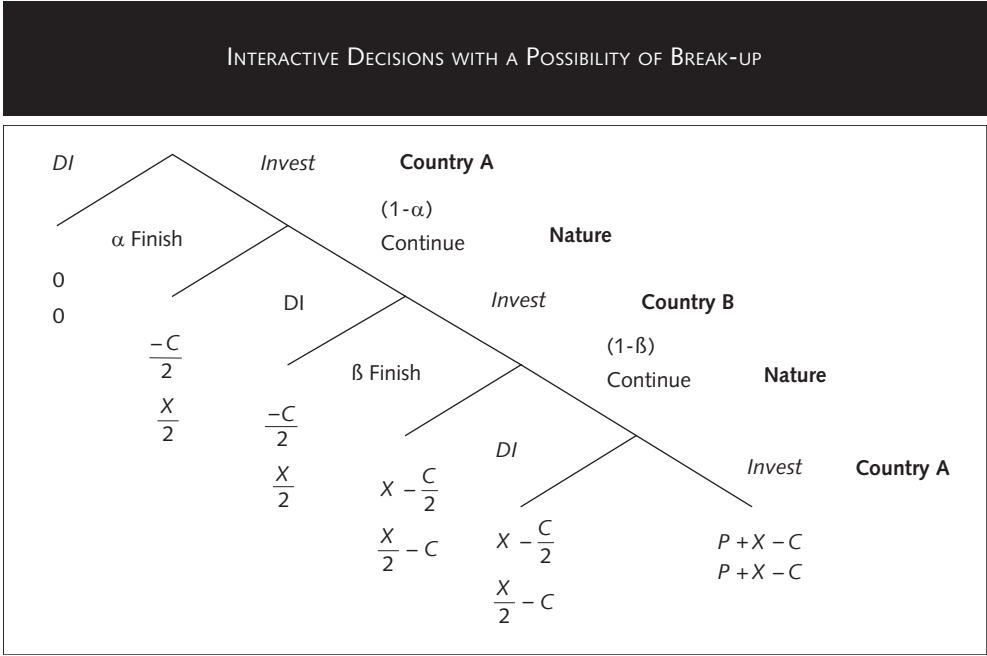 INTERACTIVE DECISIONS WITH A POSSIBILITY OF BREAK-UP
DI Invest Country A
(1-α)
α Finish Continue Nature
0
0
DI Invest Country B
−C/2
X/2
(1-ß)
ß Finish Continue Nature
−C/2
X/2
DI Invest Country A
X − C/2
X/2 − C
X − C/2
X/2 − C
P + X − C
P + X − C